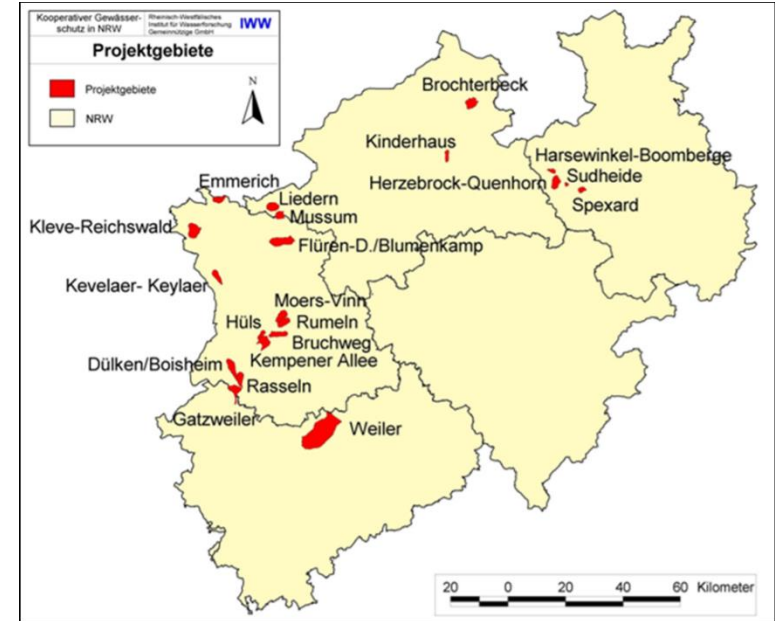 Kooperativer Gewässer-
schutz in NRW
Rheinisch-Westfälisches
Institut für Wasserforschung
Gemeinnützige GmbH
IWW
Projektgebiete
Projektgebiete
NRW
N
Brochterbeck
Kinderhaus
Harsewinkel-Boomberge
Herzebrock-Quenhorn
Sudheide
Spexard
Emmerich
Liedern
Mussum
Kleve-Reichswald
Flüren-D./Blumenkamp
Kevelaer- Keylaer
Moers-Vinn
Hüls
Rumeln
Bruchweg
Dülken/Boisheim
Kempener Allee
Rasseln
Gatzweiler
Weiler
20 0 20 40 60 Kilometer